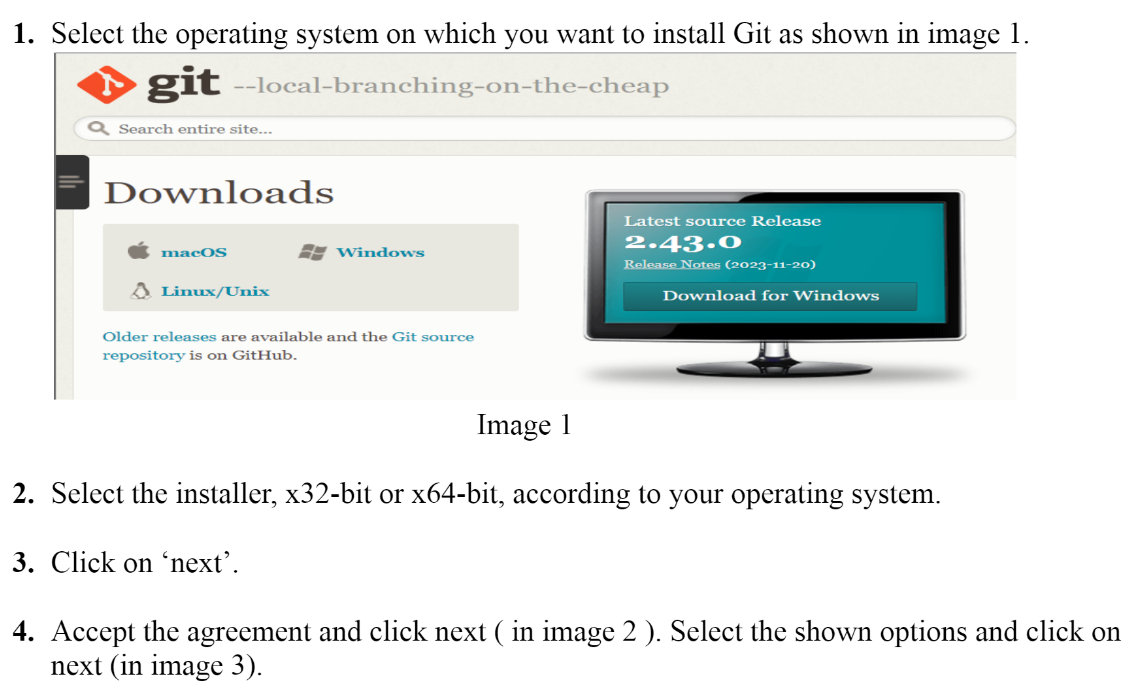 1. Select the operating system on which you want to install Git as shown in image 1.
git --local-branching-on-the-cheap
Search entire site...
Downloads
macOS Windows
Linux/Unix
Older releases are available and the Git source
repository is on GitHub.
Latest source Release
2.43.0
Release Notes (2023-11-20)
Download for Windows
Image 1
2. Select the installer, x32-bit or x64-bit, according to your operating system.
3. Click on ‘next’.
4. Accept the agreement and click next ( in image 2 ). Select the shown options and click on
next (in image 3).